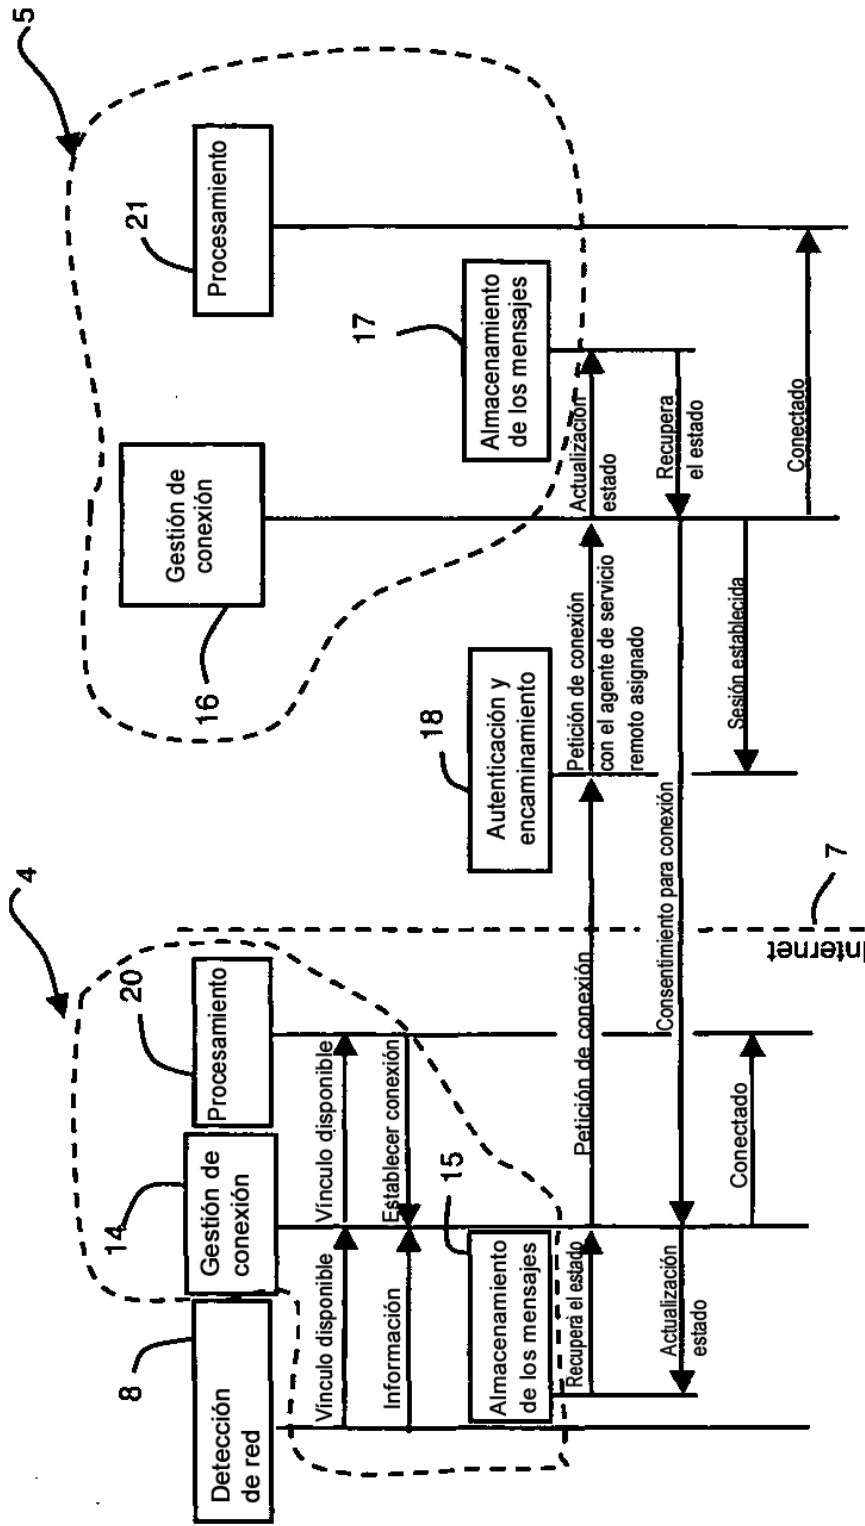 4
5
8
Detección
de red
14
Gestión de
conexión
20
Procesamiento
16
Gestión de
conexión
21
Procesamiento
Vínculo disponible
Vínculo disponible
Información
Establecer conexión
15
Almacenamiento
de los mensajes
18
Autenticación y
encaminamiento
17
Almacenamiento
de los mensajes
Recupera el estado
Petición de conexión
Petición de conexión
con el agente de servicio
remoto asignado
Actualización
estado
Actualización
estado
Consentimiento para conexión
Recupera
el estado
Conectado
Sesión establecida
Conectado
Internet
7